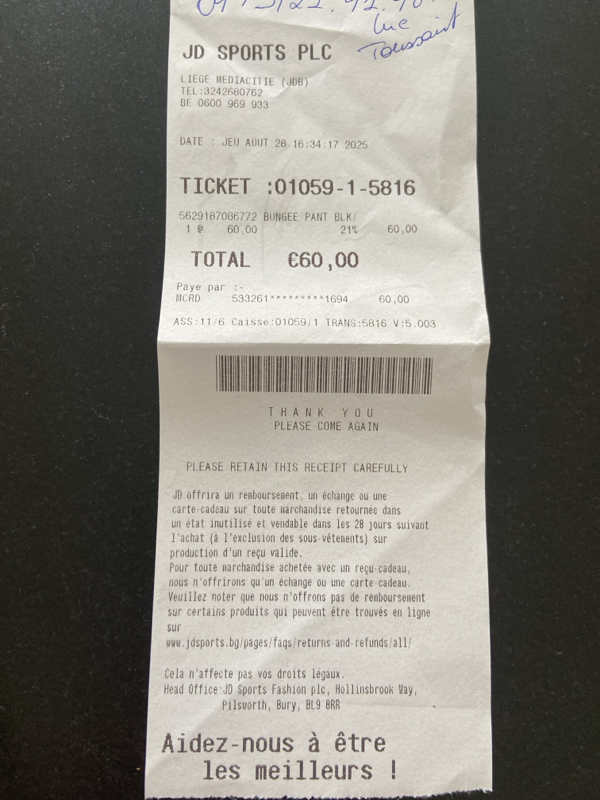 luc
Toussaint
JD SPORTS PLC
LIEGE MEDIACITIE (JDB)
TEL:3242680762
BE 0600 969 933
DATE : JEU AOUT 28 16:34:17 2025
TICKET :01059-1-5816
5629187086772 BUNGEE PANT BLK/
1 @ 60,00 21% 60,00
TOTAL €60,00
Paye par :-
MCRD 533261*********1694 60,00
ASS:11/6 Caisse:01059/1 TRANS:5816 V:5.003
THANK YOU
PLEASE COME AGAIN
PLEASE RETAIN THIS RECEIPT CAREFULLY
JD offrira un remboursement, un échange ou une
carte-cadeau sur toute marchandise retournée dans
un état inutilisé et vendable dans les 28 jours suivant
l'achat (à l'exclusion des sous-vêtements) sur
production d'un reçu valide.
Pour toute marchandise achetée avec un reçu-cadeau,
nous n'offrirons qu'un échange ou une carte-cadeau.
Veuillez noter que nous n'offrons pas de remboursement
sur certains produits qui peuvent être trouvés en ligne
sur
www.jdsports.bg/pages/faqs/returns-and-refunds/all/
Cela n'affecte pas vos droits légaux.
Head Office:JD Sports Fashion plc, Hollinsbrook Way,
Pilsworth, Bury, BL9 8RR
Aidez-nous à être
les meilleurs !